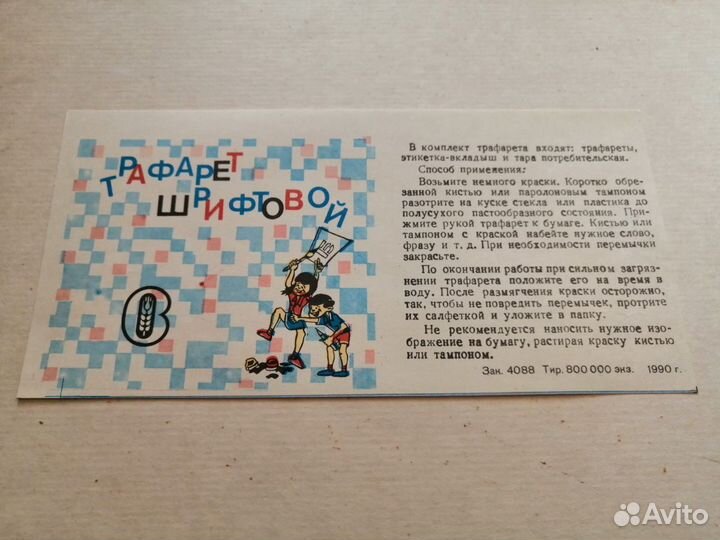 ТРАФАРЕТ
ШРИФТОВОЙ
В комплект трафарета входят: трафареты,
этикетка-вкладыш и тара потребительская.
Способ применения:
Возьмите немного краски. Коротко обре-
занной кистью или паролоновым тампоном
разотрите на куске стекла или пластика до
полусухого пастообразного состояния. При-
жмите рукой трафарет к бумаге. Кистью или
тампоном с краской набейте нужное слово,
фразу и т. д. При необходимости перемычки
закрасьте.
По окончании работы при сильном загряз-
нении трафарета положите его на время в
воду. После размягчения краски осторожно,
так, чтобы не повредить перемычек, протрите
их салфеткой и уложите в папку.
Не рекомендуется наносить нужное изо-
бражение на бумагу, растирая краску кистью
или тампоном.
Зак. 4088 Тир. 800 000 экз. 1990 г.
Avito